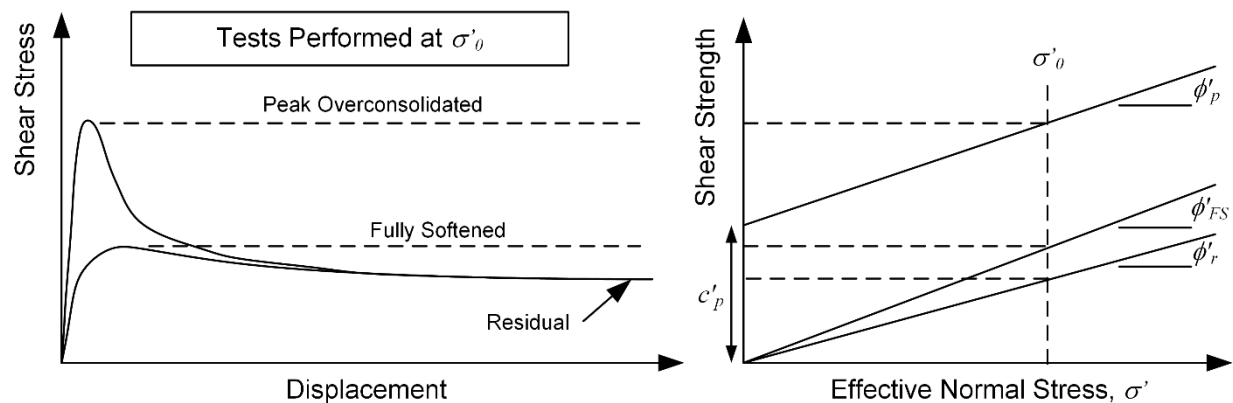 Tests Performed at σ'₀
Shear Stress
Peak Overconsolidated
Fully Softened
Residual
Displacement
Shear Strength
σ'₀
ϕ'ₚ
ϕ'FS
ϕ'ᵣ
c'ₚ
Effective Normal Stress, σ'